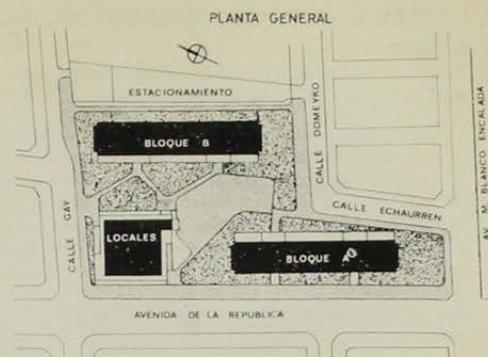 PLANTA GENERAL
ESTACIONAMIENTO
BLOQUE B
CALLE DOMEYKO
AV. M. BLANCO ENCALADA
CALLE GAY
CALLE ECHAURREN
LOCALES
BLOQUE
AVENIDA DE LA REPUBLICA